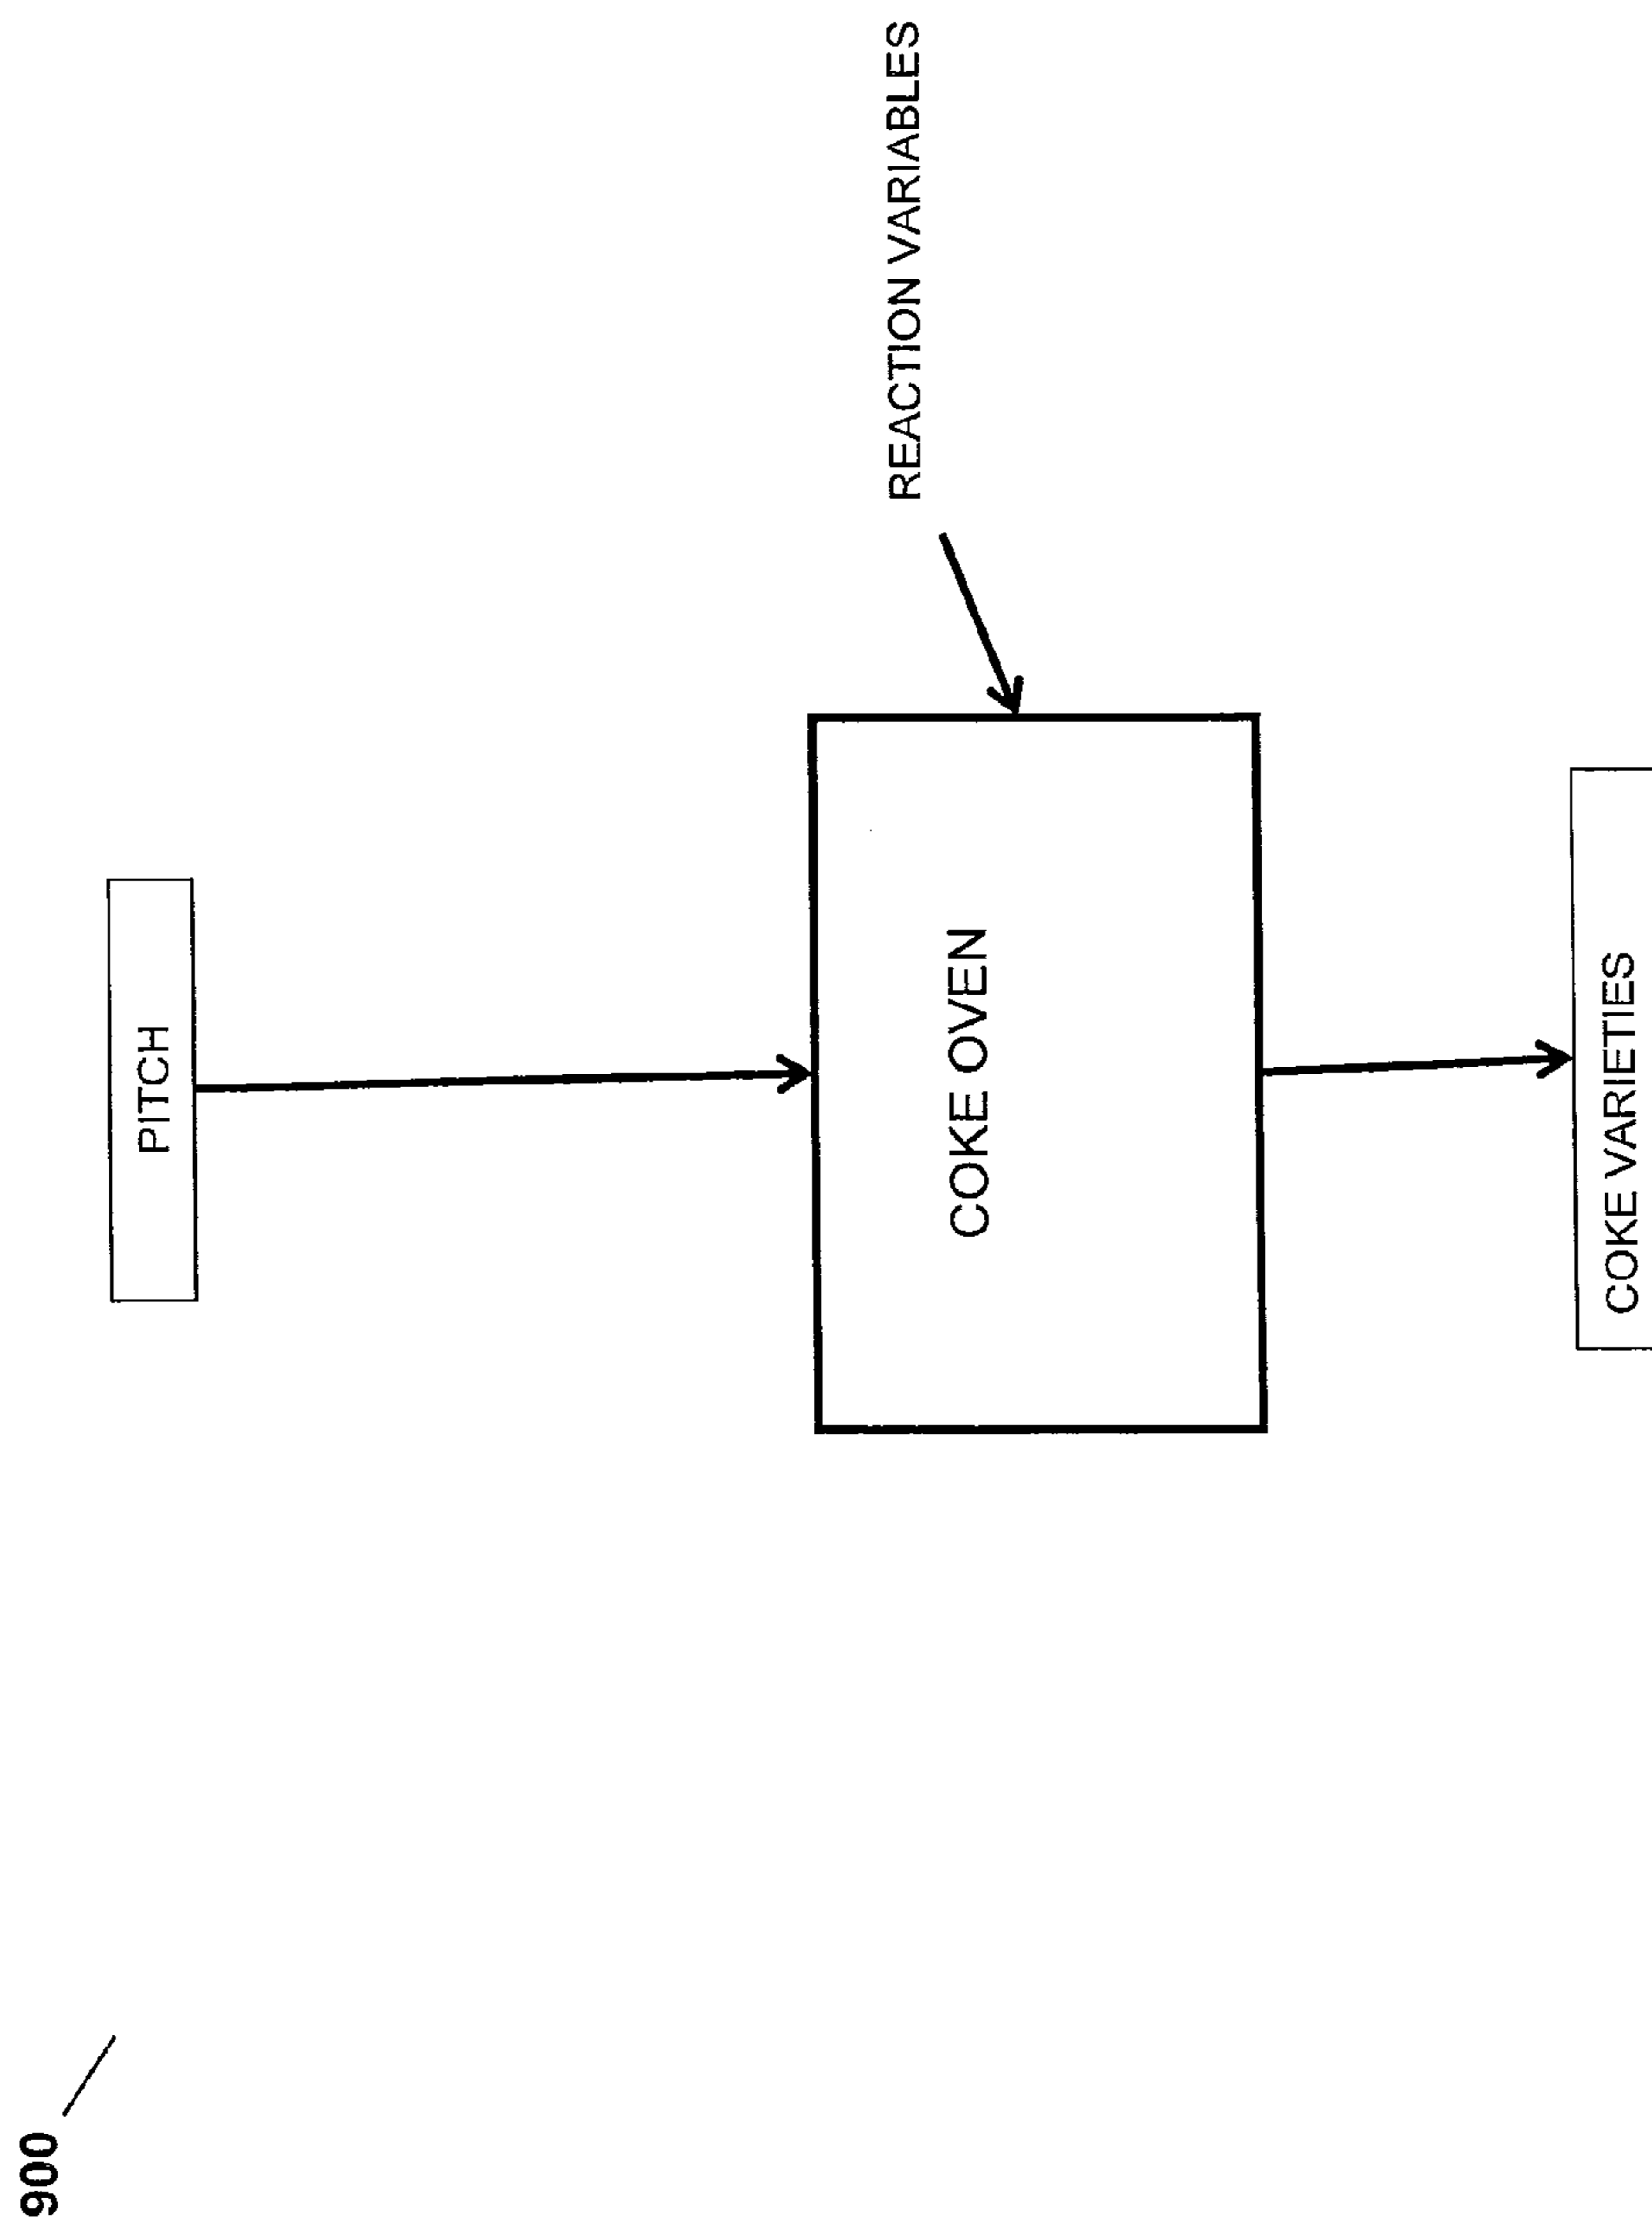 900
PITCH
COKE OVEN
REACTION VARIABLES
COKE VARIETIES